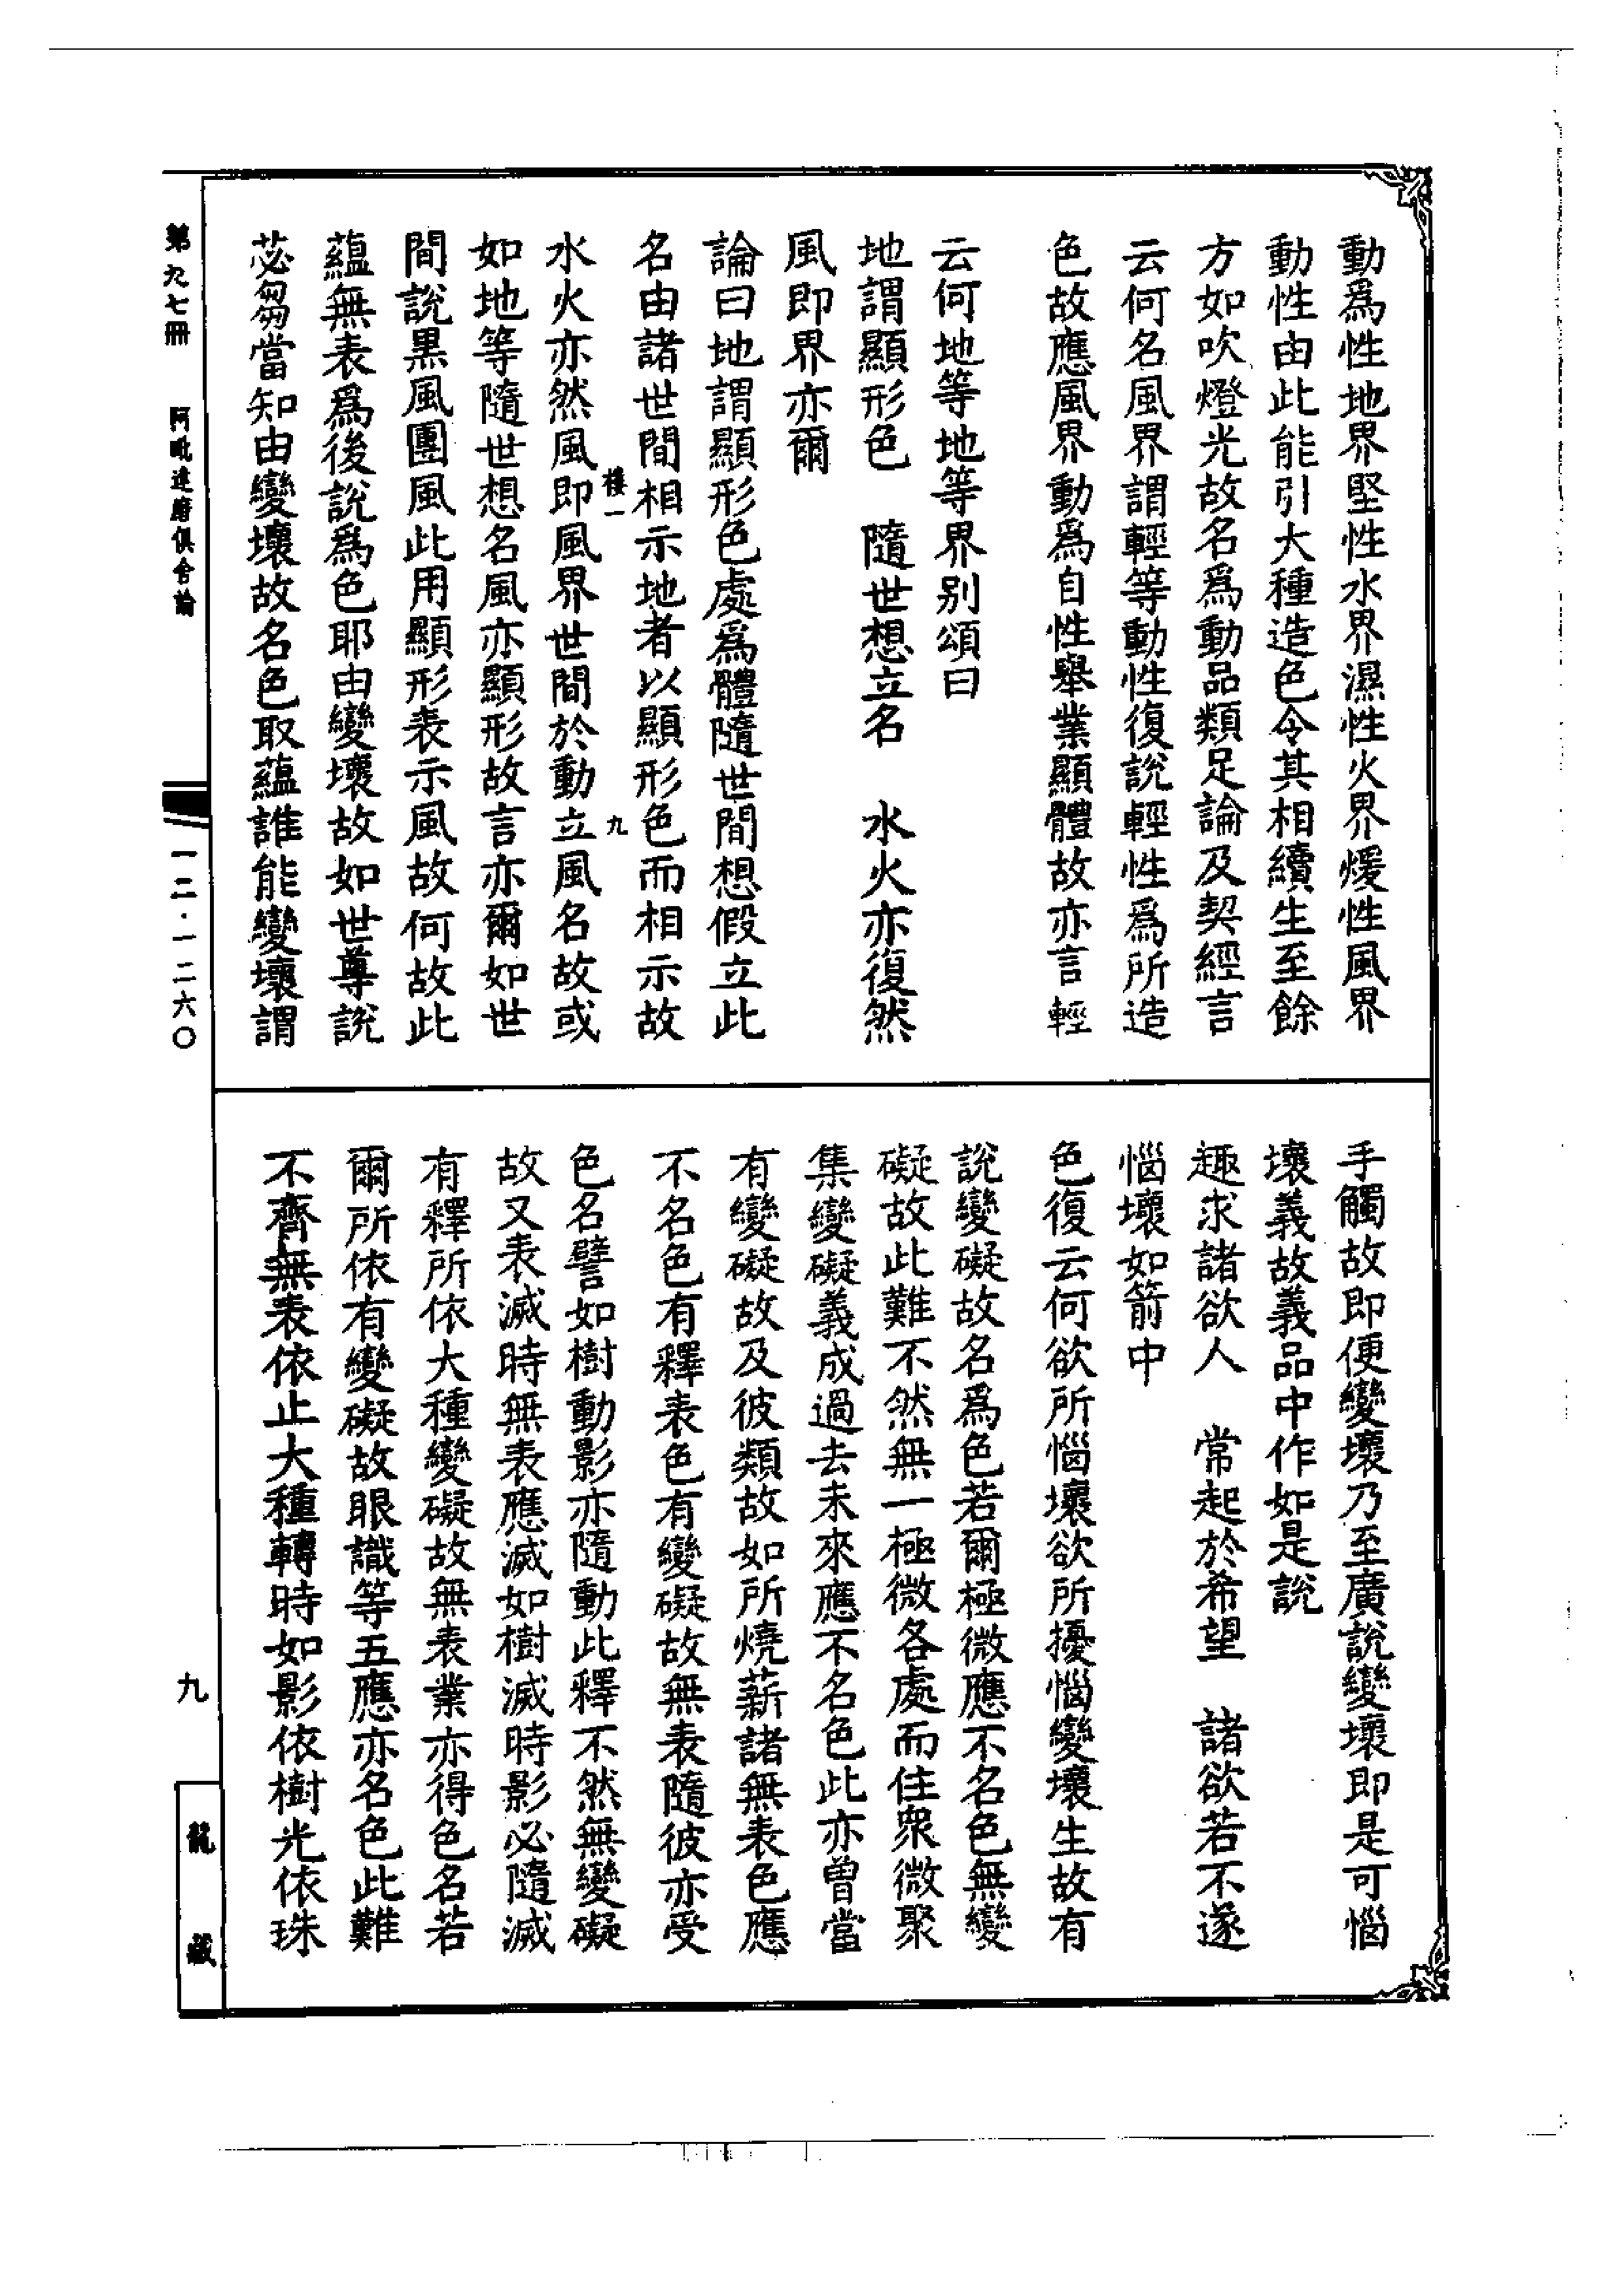 動爲性地界堅性水界濕性火界煖性風界
動性由此能引大種造色令其相續生至餘
方如吹燈光故名爲動品類足論及契經言
云何名風界謂輕等動性復說輕性爲所造
色故應風界動爲自性舉業顯體故亦言輕
云何地等地等界别頌曰
地謂顯形色　隨世想立名　水火亦復然
風即界亦爾
論曰地謂顯形色處爲體隨世間想假立此
名由諸世間相示地者以顯形色而相示故
樓一　九
水火亦然風即風界世間於動立風名故或
如地等隨世想名風亦顯形故言亦爾如世
間說黑風團風此用顯形表示風故何故此
蘊無表爲後說爲色耶由變壞故如世尊說
苾芻當知由變壞故名色取蘊誰能變壞謂
手觸故即便變壞乃至廣說變壞即是可惱
壞義故義品中作如是說
趣求諸欲人　常起於希望　諸欲若不遂
惱壞如箭中
色復云何欲所惱壞欲所擾惱變壞生故有
說變礙故名爲色若爾極微應不名色無變
礙故此難不然無一極微各處而住衆微聚
集變礙義成過去未來應不名色此亦曾當
有變礙故及彼類故如所燒薪諸無表色應
不名色有釋表色有變礙故無表隨彼亦受
色名譬如樹動影亦隨動此釋不然無變礙
故又表滅時無表應滅如樹滅時影必隨滅
有釋所依大種變礙故無表業亦得色名若
爾所依有變礙故眼識等五應亦名色此難
不齊無表依止大種轉時如影依樹光依珠
第九七冊　阿毗達磨俱舍論
一二·一二六〇
九
龍藏